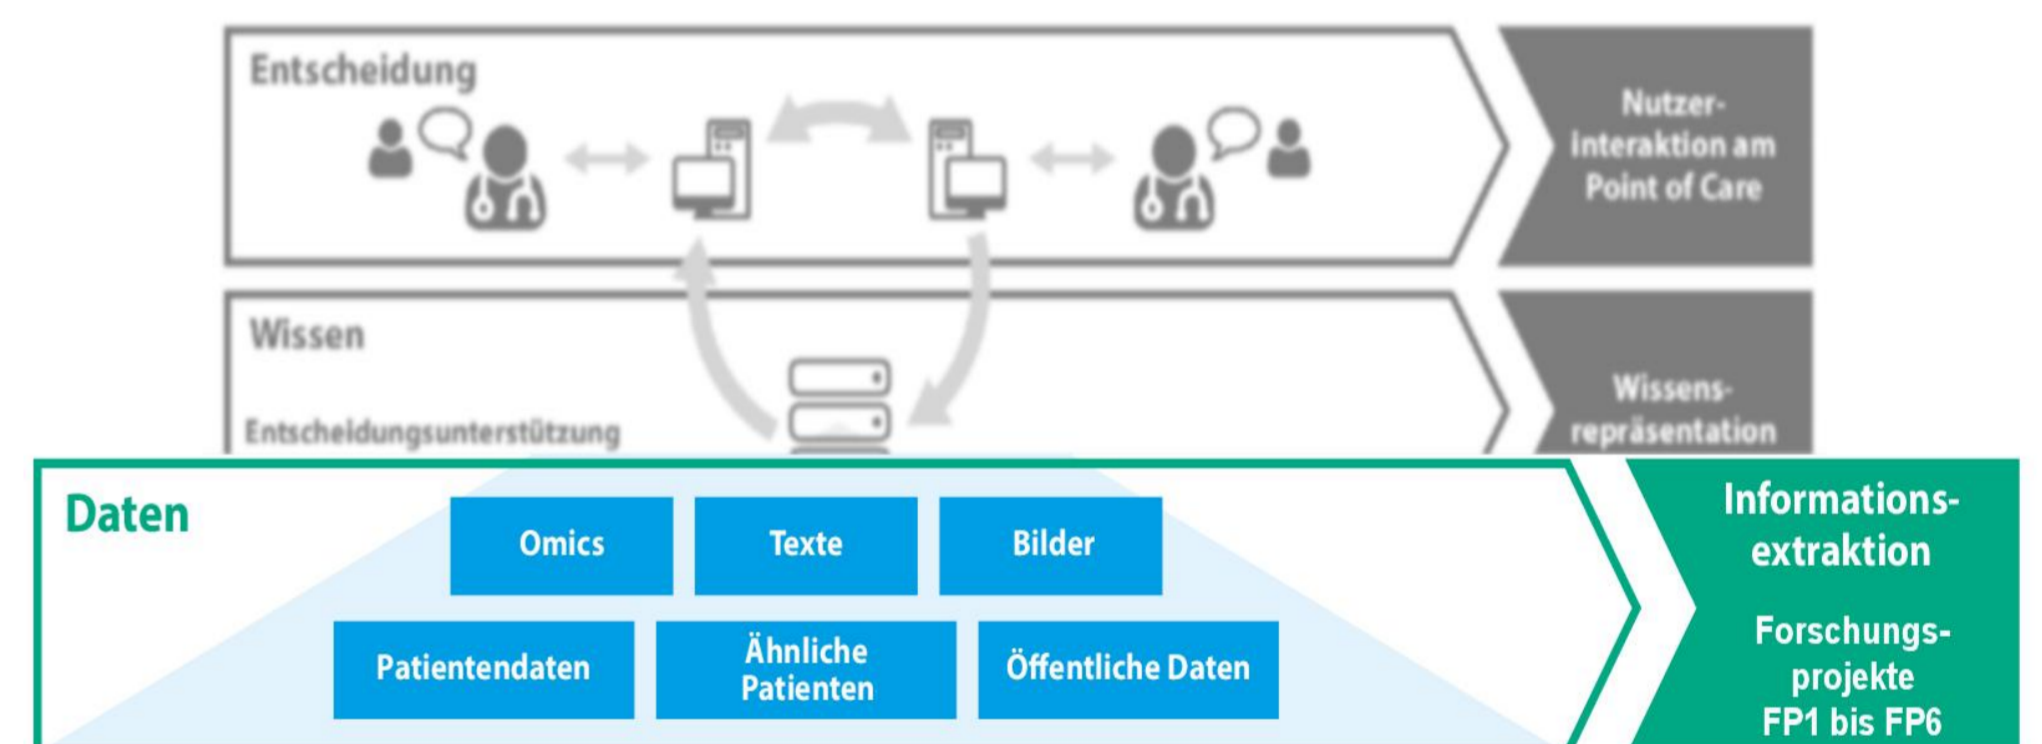 Entscheidung
Nutzer-
interaktion am
Point of Care
Wissen
Entscheidungsunterstützung
Wissens-
repräsentation
Daten
Omics
Texte
Bilder
Patientendaten
Ähnliche
Patienten
Öffentliche Daten
Informations-
extraktion
Forschungs-
projekte
FP1 bis FP6